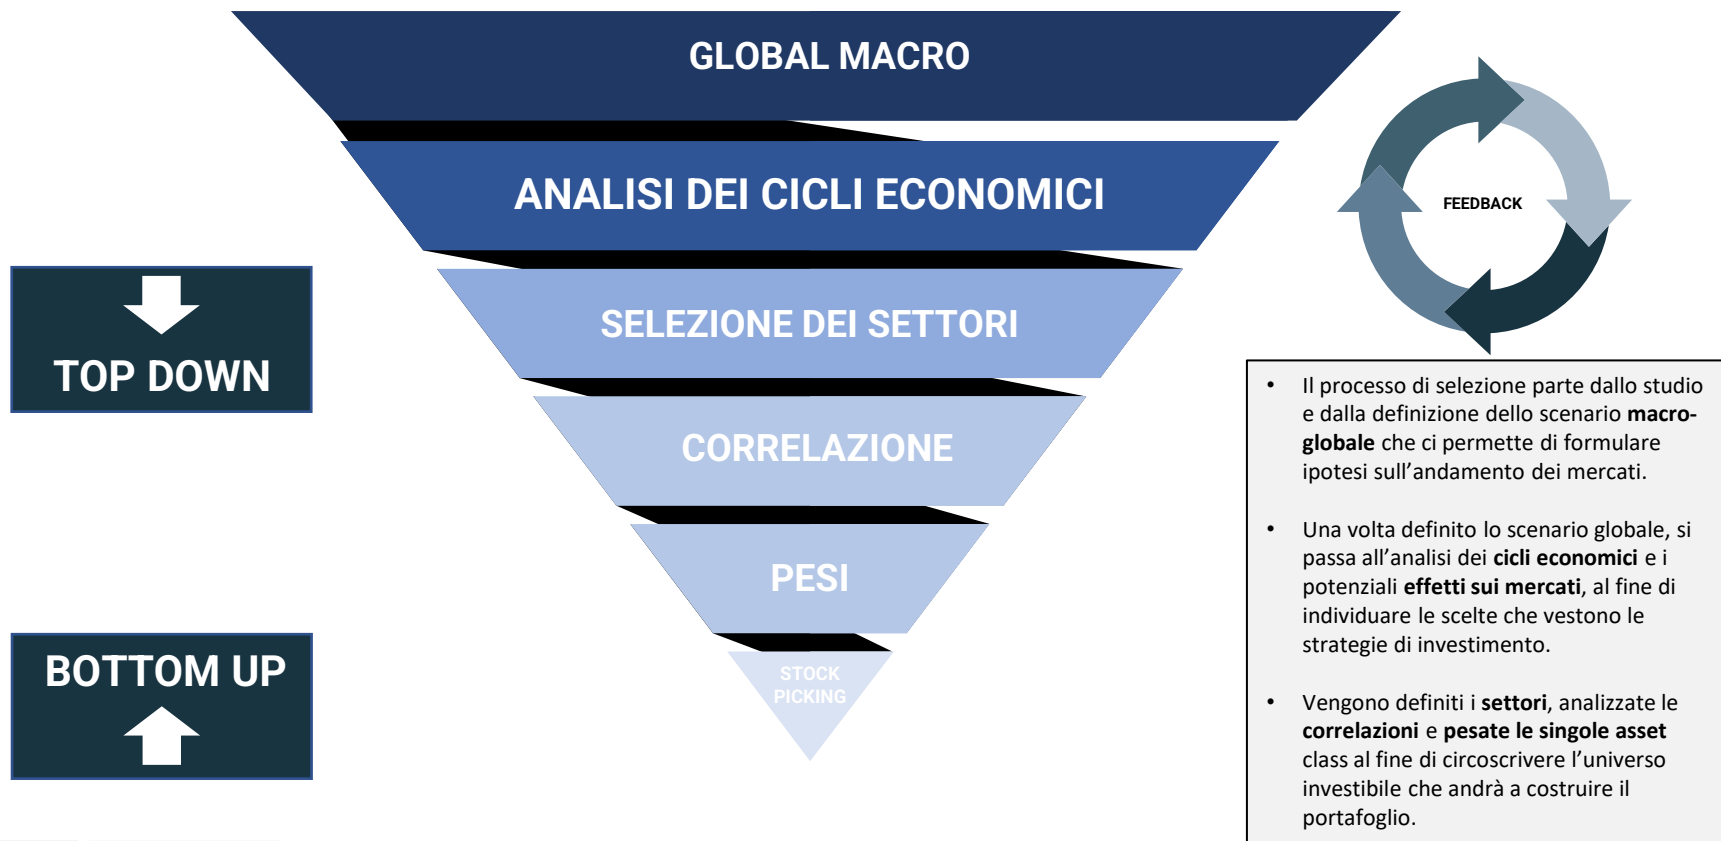 GLOBAL MACRO
ANALISI DEI CICLI ECONOMICI
SELEZIONE DEI SETTORI
CORRELAZIONE
PESI
STOCK
PICKING
TOP DOWN
BOTTOM UP
FEEDBACK
• Il processo di selezione parte dallo studio
e dalla definizione dello scenario macro-
globale che ci permette di formulare
ipotesi sull’andamento dei mercati.
• Una volta definito lo scenario globale, si
passa all’analisi dei cicli economici e i
potenziali effetti sui mercati, al fine di
individuare le scelte che vestono le
strategie di investimento.
• Vengono definiti i settori, analizzate le
correlazioni e pesate le singole asset
class al fine di circoscrivere l’universo
investibile che andrà a costruire il
portafoglio.